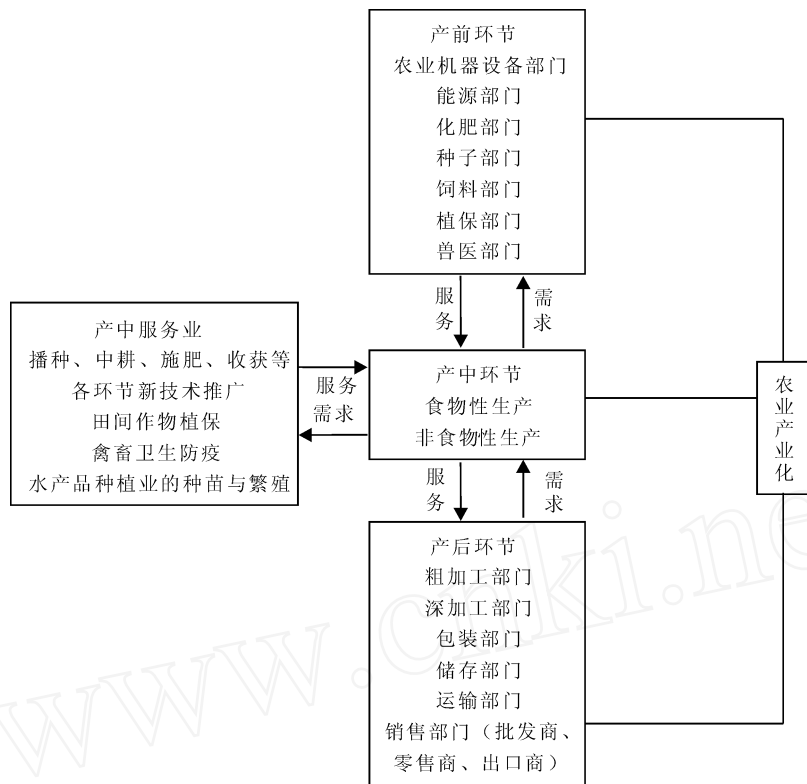 产前环节
农业机器设备部门
能源部门
化肥部门
种子部门
饲料部门
植保部门
兽医部门
服务
需求
产中服务业
播种、中耕、施肥、收获等
各环节新技术推广
田间作物植保
禽畜卫生防疫
水产品种植业的种苗与繁殖
服务
需求
产中环节
食物性生产
非食物性生产
农业产业化
服务
需求
产后环节
粗加工部门
深加工部门
包装部门
储存部门
运输部门
销售部门（批发商、
零售商、出口商）
www.cnki.ne